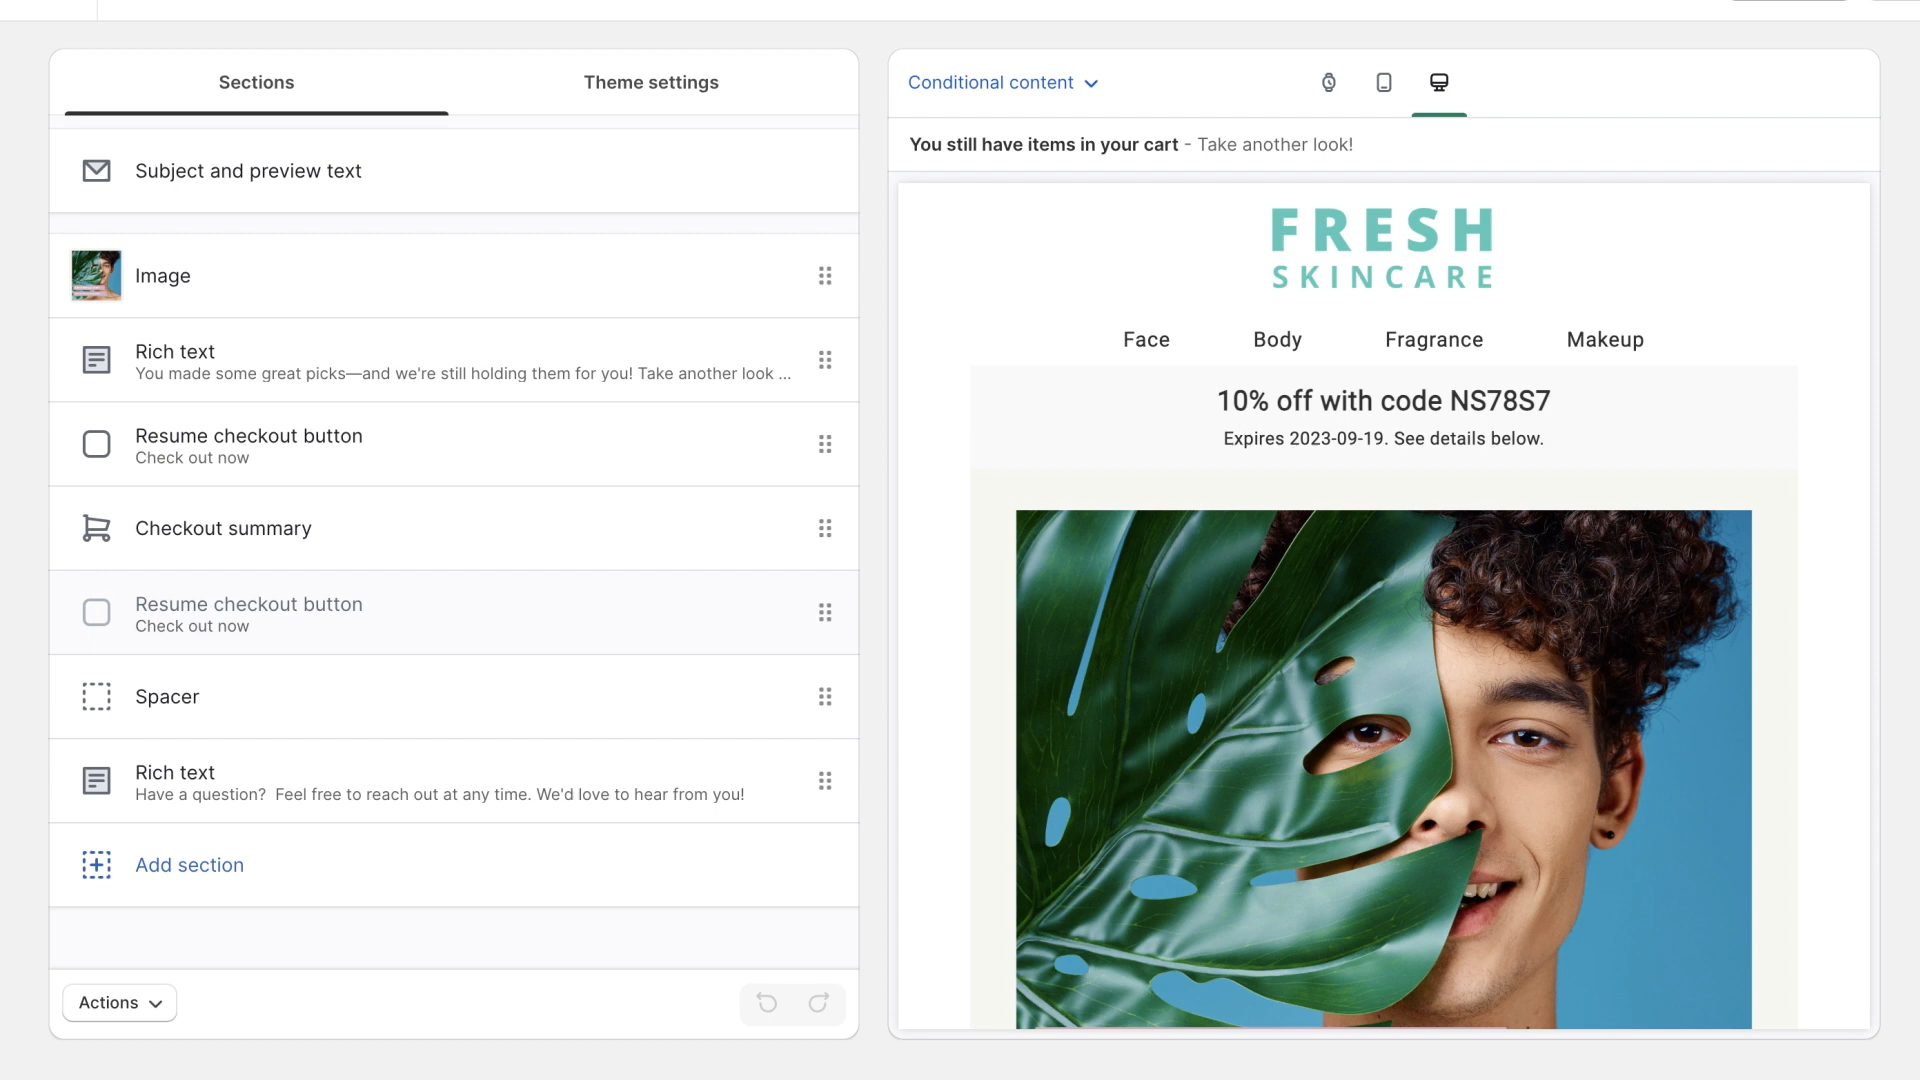 Sections
Theme settings
Subject and preview text
Image
Rich text
You made some great picks—and we're still holding them for you! Take another look ...
Resume checkout button
Check out now
Checkout summary
Resume checkout button
Check out now
Spacer
Rich text
Have a question?  Feel free to reach out at any time. We'd love to hear from you!
Add section
Actions
Conditional content
You still have items in your cart - Take another look!
FRESH
SKINCARE
Face Body Fragrance Makeup
10% off with code NS78S7
Expires 2023-09-19. See details below.